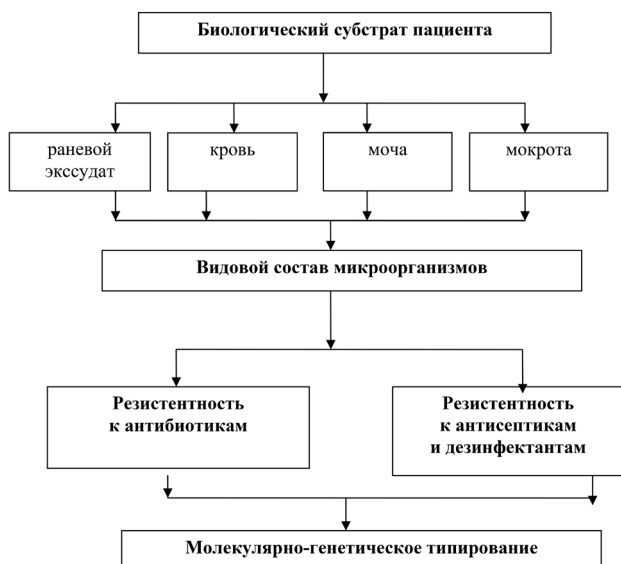 Биологический субстрат пациента
раневой
экссудат
кровь
моча
мокрота
Видовой состав микроорганизмов
Резистентность
к антибиотикам
Резистентность
к антисептикам
и дезинфектантам
Молекулярно-генетическое типирование